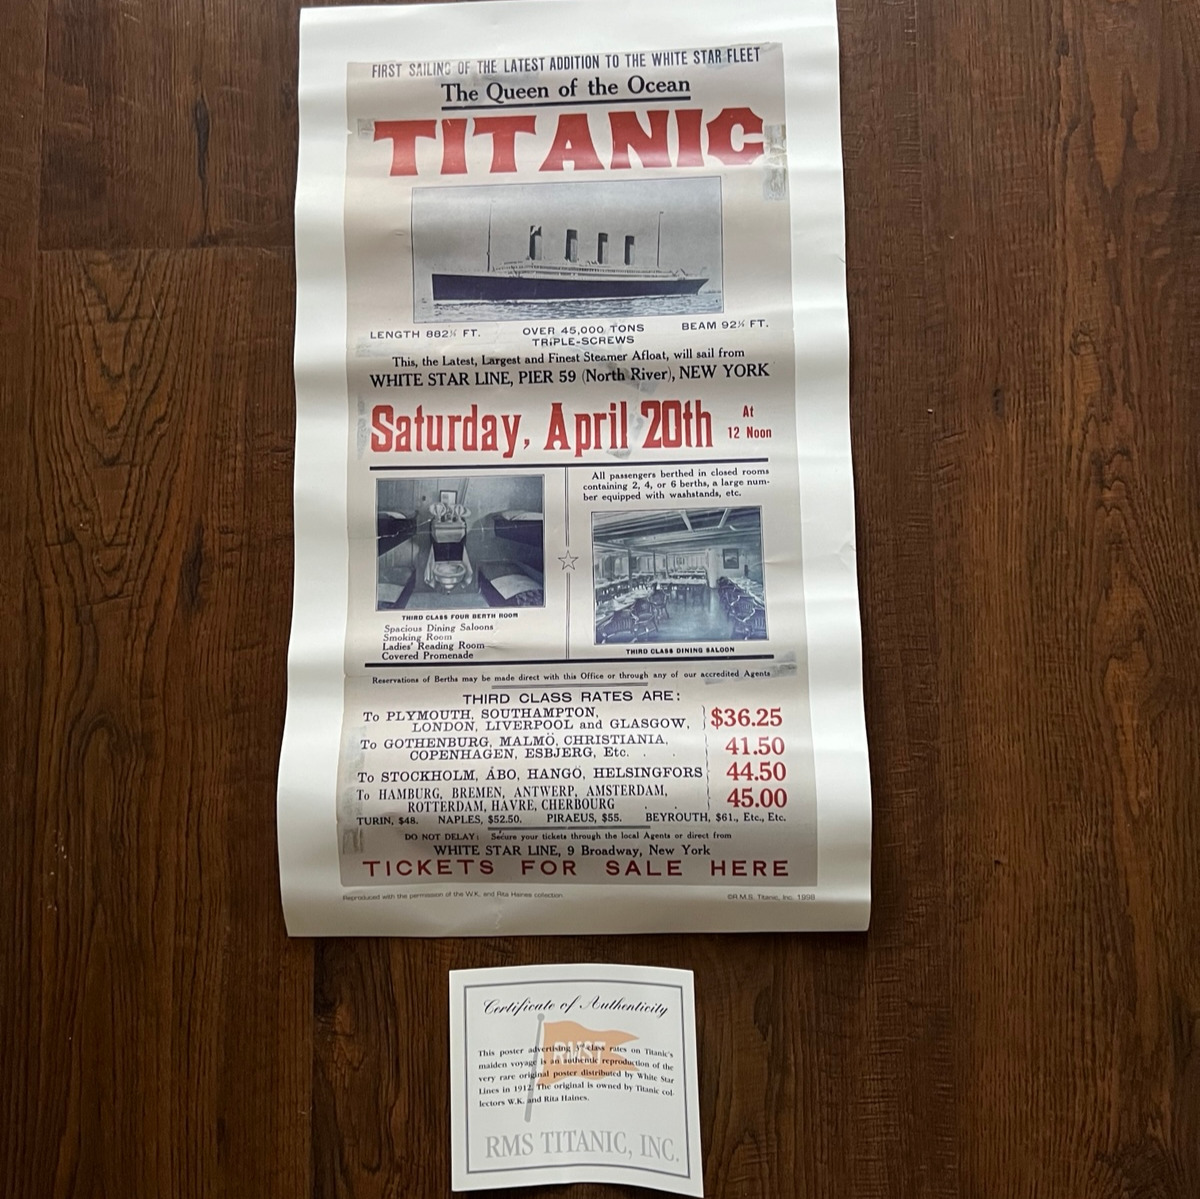 FIRST SAILING OF THE LATEST ADDITION TO THE WHITE STAR FLEET
The Queen of the Ocean
TITANIC
LENGTH 882½ FT.
OVER 45,000 TONS
TRIPLE-SCREWS
BEAM 92½ FT.
This, the Latest, Largest and Finest Steamer Afloat, will sail from
WHITE STAR LINE, PIER 59 (North River), NEW YORK
Saturday, April 20th
At
12 Noon
All passengers berthed in closed rooms
containing 2, 4, or 6 berths, a large num-
ber equipped with washstands, etc.
THIRD CLASS FOUR BERTH ROOM
Spacious Dining Saloons
Smoking Room
Ladies' Reading Room
Covered Promenade
THIRD CLASS DINING SALOON
Reservations of Berths may be made direct with this Office or through any of our accredited Agents
THIRD CLASS RATES ARE:
To PLYMOUTH, SOUTHAMPTON,
LONDON, LIVERPOOL and GLASGOW, $36.25
To GOTHENBURG, MALMÖ, CHRISTIANIA,
COPENHAGEN, ESBJERG, Etc. . . 41.50
To STOCKHOLM, ÅBO, HANGÖ, HELSINGFORS 44.50
To HAMBURG, BREMEN, ANTWERP, AMSTERDAM,
ROTTERDAM, HAVRE, CHERBOURG . . 45.00
TURIN, $48. NAPLES, $52.50. PIRAEUS, $55. BEYROUTH, $61., Etc., Etc.
DO NOT DELAY: Secure your tickets through the local Agents or direct from
WHITE STAR LINE, 9 Broadway, New York
TICKETS FOR SALE HERE
Reproduced with the permission of the W.K. and Rita Haines collection.
©R.M.S. Titanic, Inc. 1998
Certificate of Authenticity
RMST
This poster advertising 3rd class rates on Titanic's
maiden voyage is an authentic reproduction of the
very rare original poster distributed by White Star
Lines in 1912. The original is owned by Titanic col-
lectors W.K. and Rita Haines.
RMS TITANIC, INC.